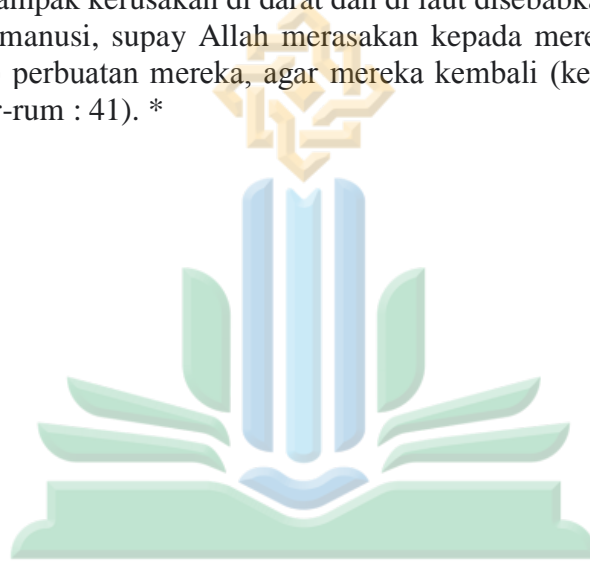 ampak kerusakan di darat dan di laut disebabka
manusi, supay Allah merasakan kepada mere
perbuatan mereka, agar mereka kembali (ke
r-rum : 41). *